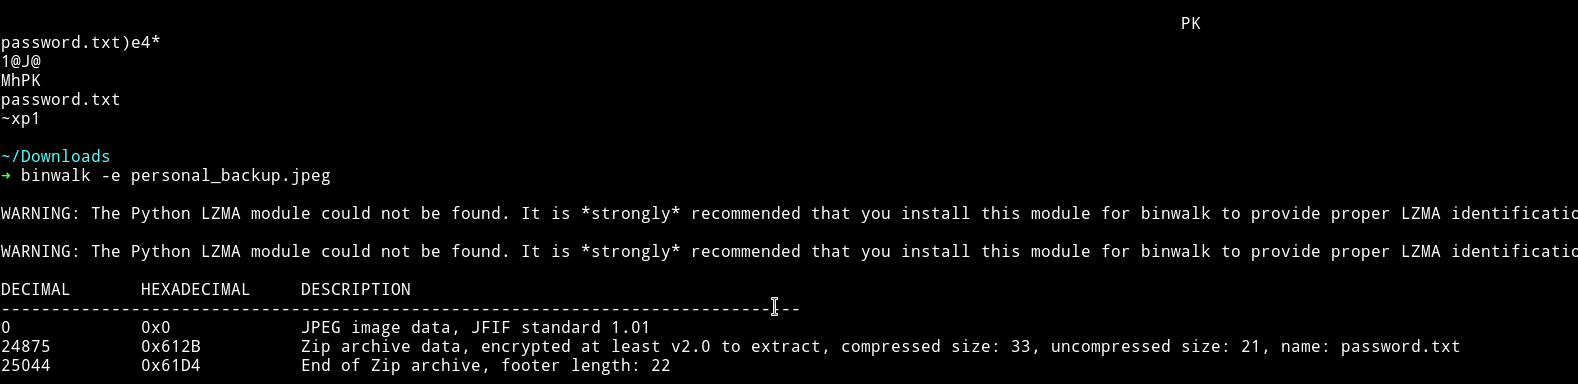 PK
password.txt)e4*
1@J@
MhPK
password.txt
~xp1
~/Downloads
➜ binwalk -e personal_backup.jpeg
WARNING: The Python LZMA module could not be found. It is *strongly* recommended that you install this module for binwalk to provide proper LZMA identificatio
WARNING: The Python LZMA module could not be found. It is *strongly* recommended that you install this module for binwalk to provide proper LZMA identificatio
DECIMAL       HEXADECIMAL     DESCRIPTION
--------------------------------------------------------------------------------
0             0x0             JPEG image data, JFIF standard 1.01
24875         0x612B          Zip archive data, encrypted at least v2.0 to extract, compressed size: 33, uncompressed size: 21, name: password.txt
25044         0x61D4          End of Zip archive, footer length: 22